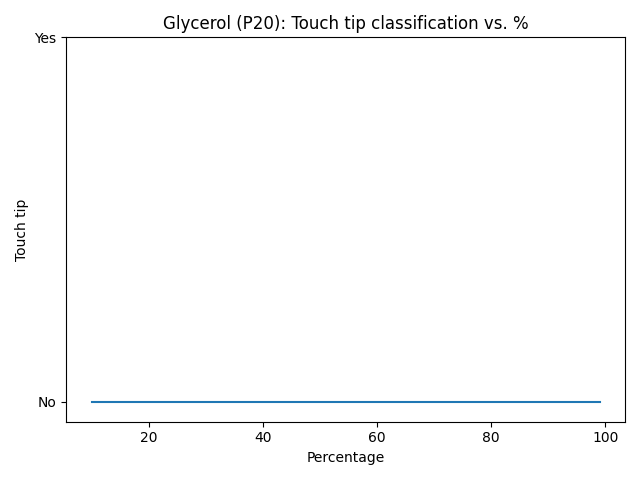 Glycerol (P20): Touch tip classification vs. %
Yes
Touch tip
No
20 40 60 80 100
Percentage